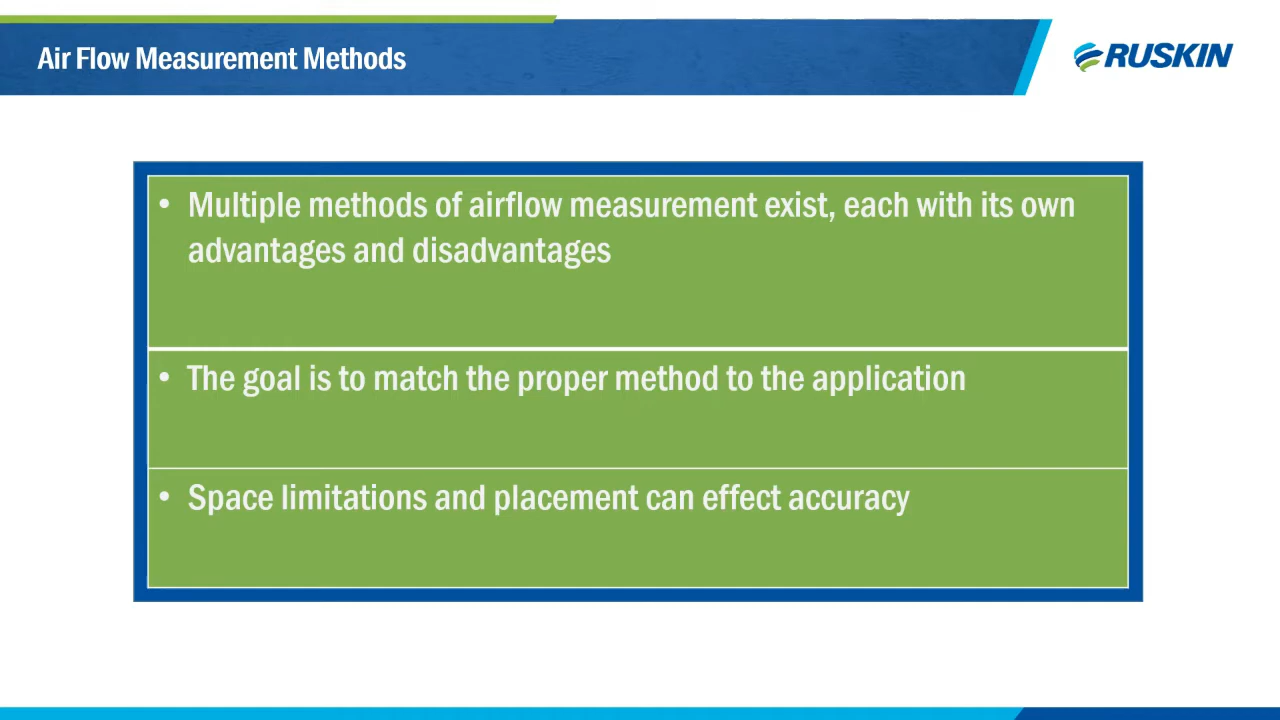 Air Flow Measurement Methods
RUSKIN
• Multiple methods of airflow measurement exist, each with its own
advantages and disadvantages
• The goal is to match the proper method to the application
• Space limitations and placement can effect accuracy